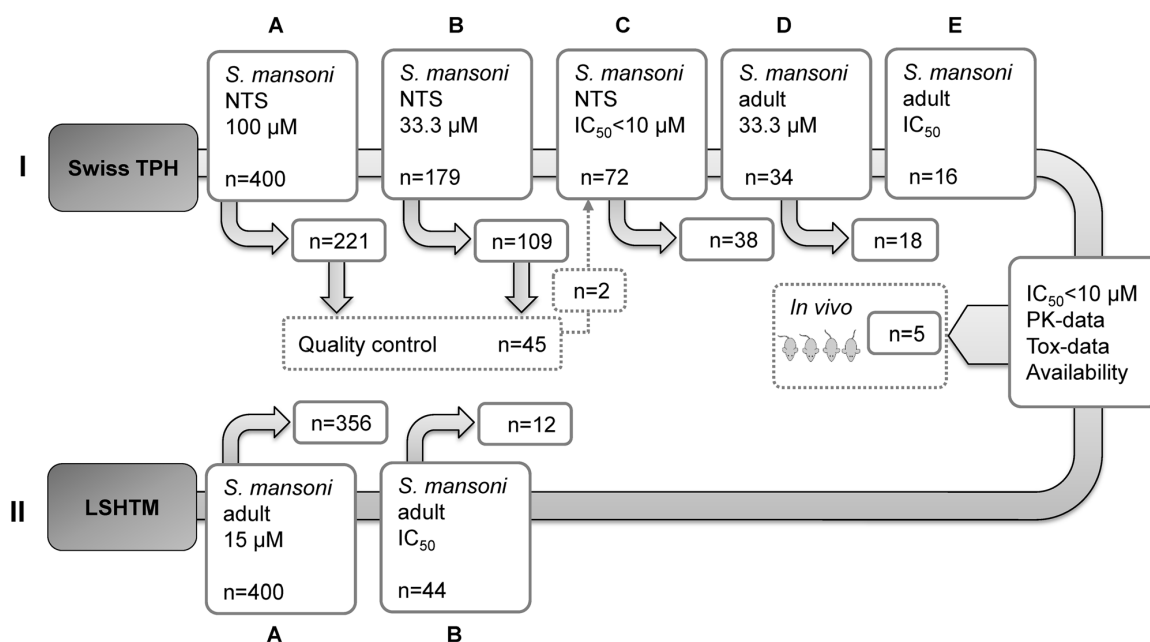 A
B
C
D
E
I
Swiss TPH
S. mansoni
NTS
100 µM
n=400
S. mansoni
NTS
33.3 µM
n=179
S. mansoni
NTS
IC50<10 µM
n=72
S. mansoni
adult
33.3 µM
n=34
S. mansoni
adult
IC50
n=16
n=221
n=109
n=38
n=18
n=2
Quality control n=45
In vivo
n=5
IC50<10 µM
PK-data
Tox-data
Availability
n=356
n=12
II
LSHTM
S. mansoni
adult
15 µM
n=400
S. mansoni
adult
IC50
n=44
A
B